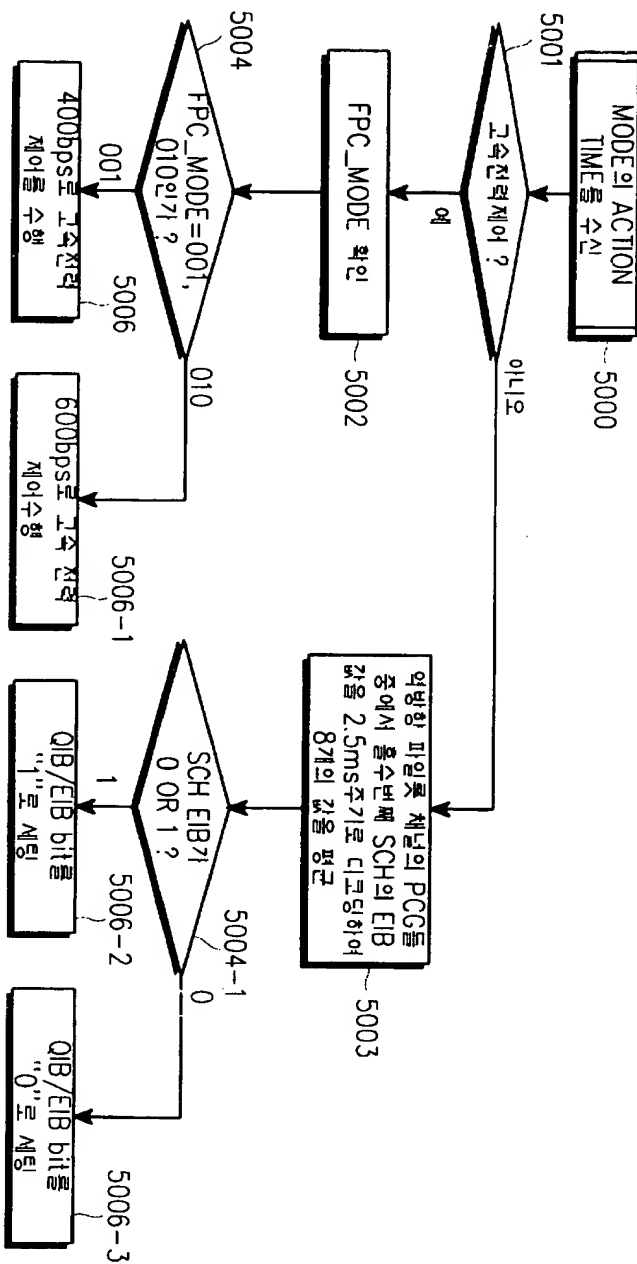 MODE의 ACTION
TIME를 수신
5000
5001
고속전력제어 ?
예
아니오
FPC_MODE 확인
5002
5004
FPC_MODE=001,
010인가 ?
001
010
400bps로 고속전력
제어를 수행
5006
600bps로 고속 전력
제어수행
5006-1
역방향 파일롯 채널의 PCG들
중에서 홀수번째 SCH의 EIB
값을 2.5ms주기로 디코딩하여
8개의 값을 평균
5003
SCH EIB가
0 OR 1 ?
5004-1
1
0
QIB/EIB bit를
"1"로 세팅
5006-2
QIB/EIB bit를
"0"로 세팅
5006-3